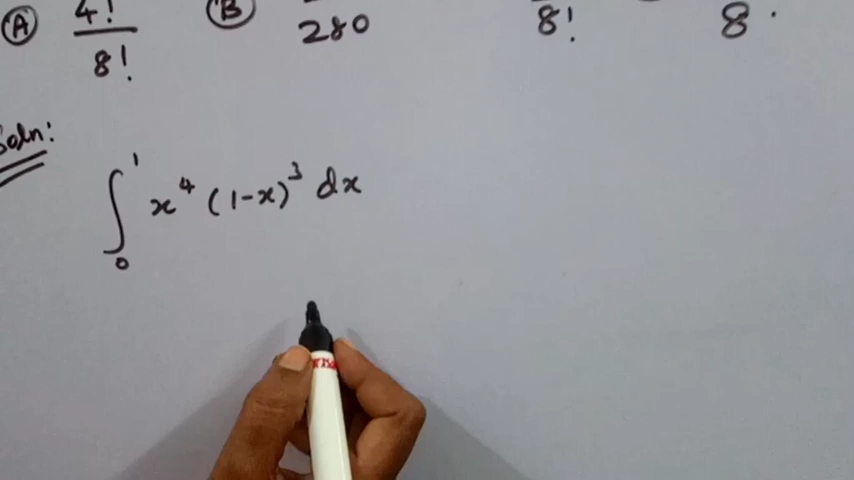 Ⓐ 4!/8! Ⓑ /280 /8! /8.
Soln:
∫₀¹ x⁴ (1-x)³ dx